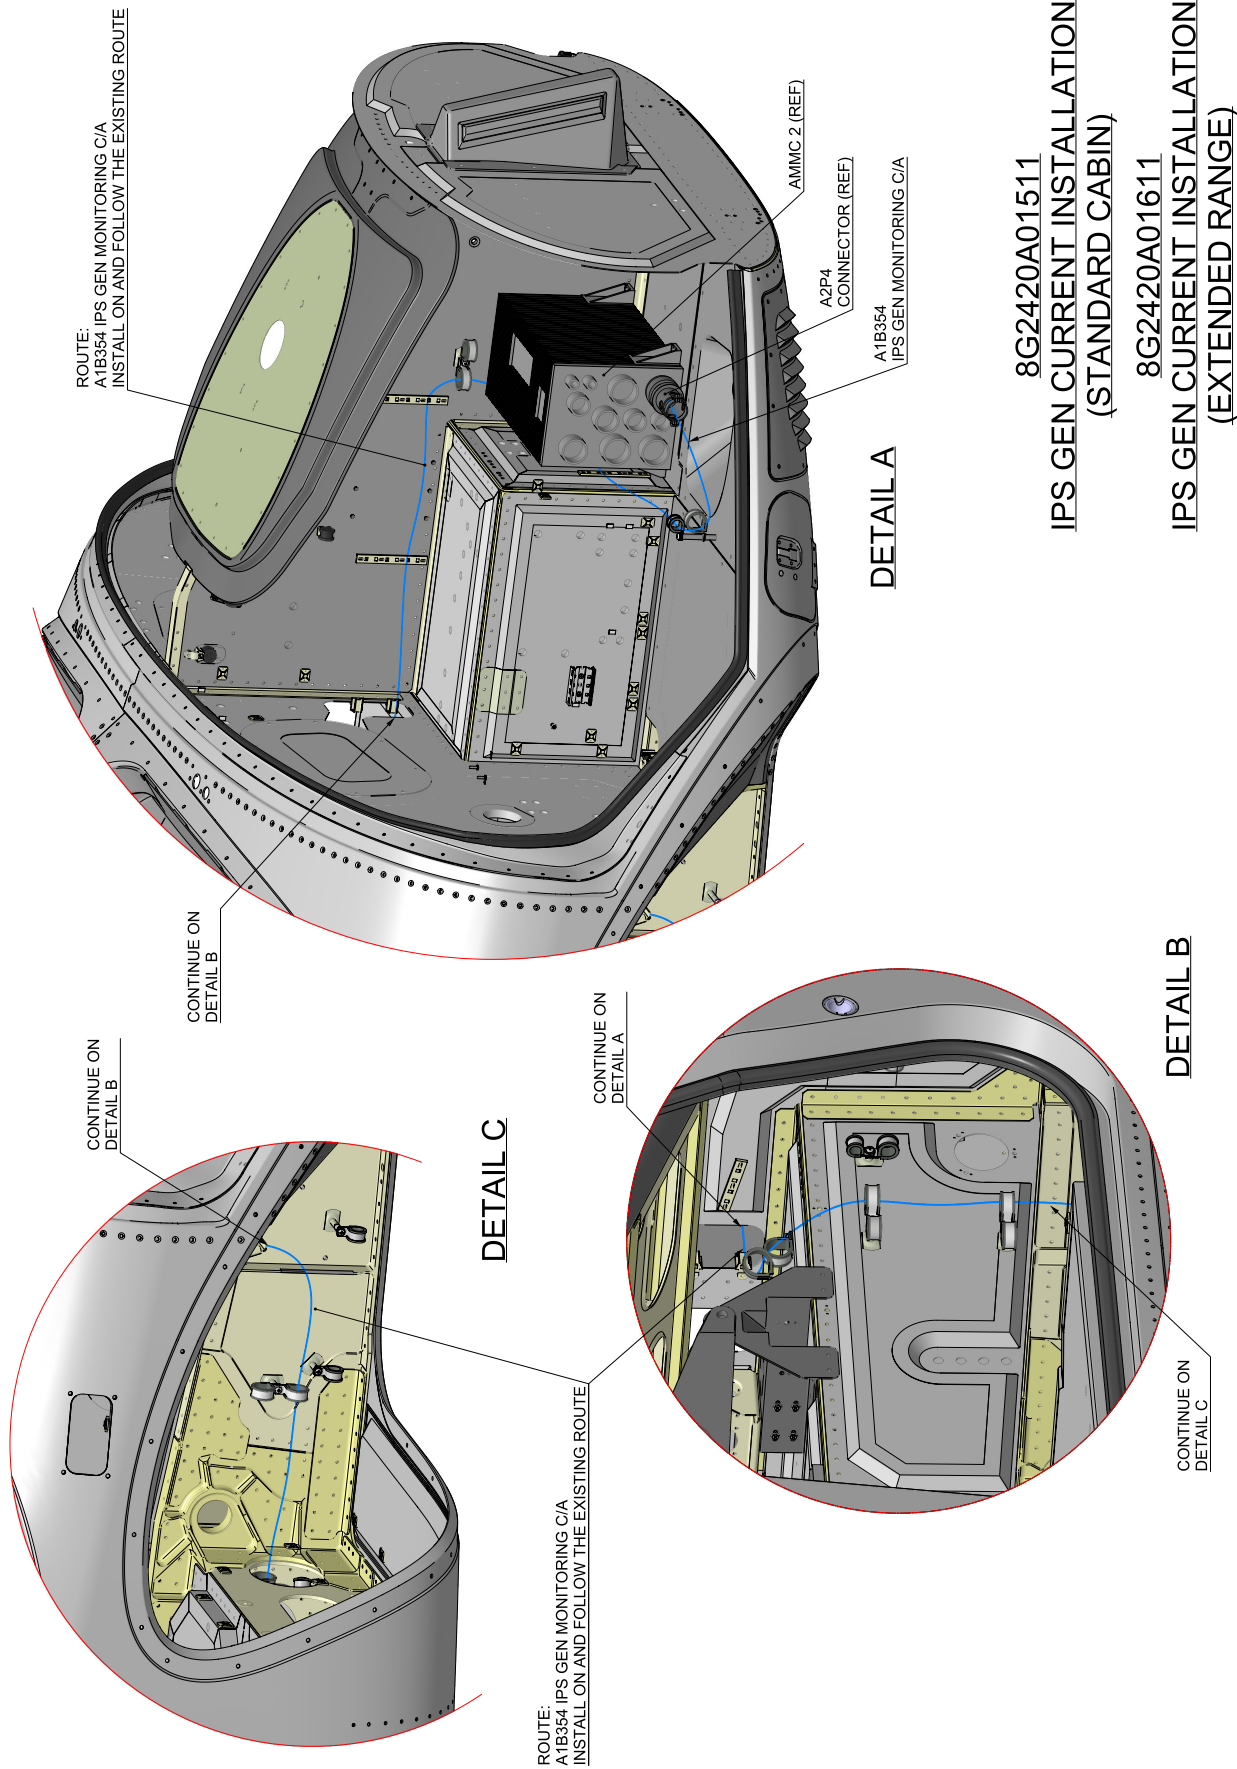 ROUTE:
A1B354 IPS GEN MONITORING C/A
INSTALL ON AND FOLLOW THE EXISTING ROUTE
AMMC 2 (REF)
A2P4
CONNECTOR (REF)
A1B354
IPS GEN MONITORING C/A
CONTINUE ON
DETAIL B
DETAIL A
8G2420A01511
IPS GEN CURRENT INSTALLATION
(STANDARD CABIN)
8G2420A01611
IPS GEN CURRENT INSTALLATION
(EXTENDED RANGE)
CONTINUE ON
DETAIL B
DETAIL C
CONTINUE ON
DETAIL A
DETAIL B
CONTINUE ON
DETAIL C
ROUTE:
A1B354 IPS GEN MONITORING C/A
INSTALL ON AND FOLLOW THE EXISTING ROUTE